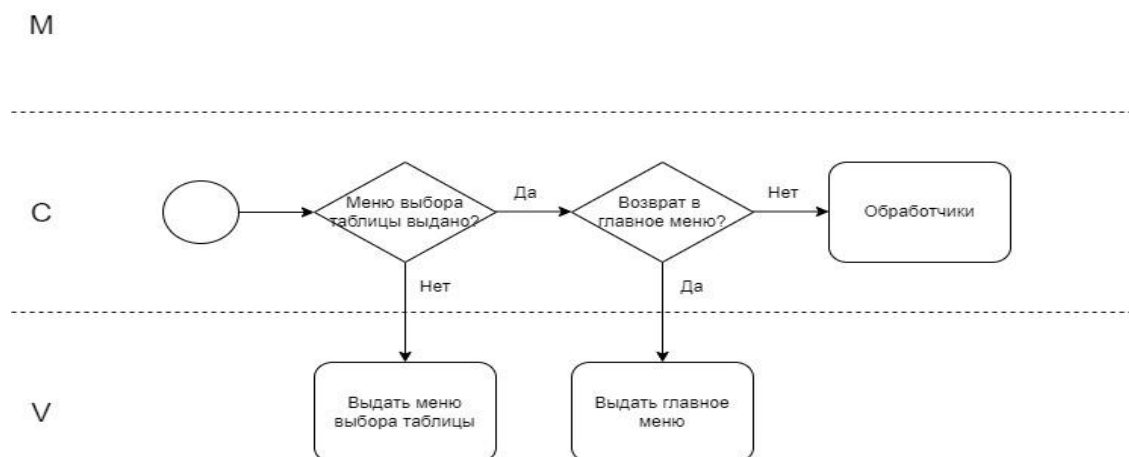 M
C
Меню выбора
таблицы выдано?
Да
Возврат в
главное меню?
Нет
Обработчики
Нет
Да
V
Выдать меню
выбора таблицы
Выдать главное
меню